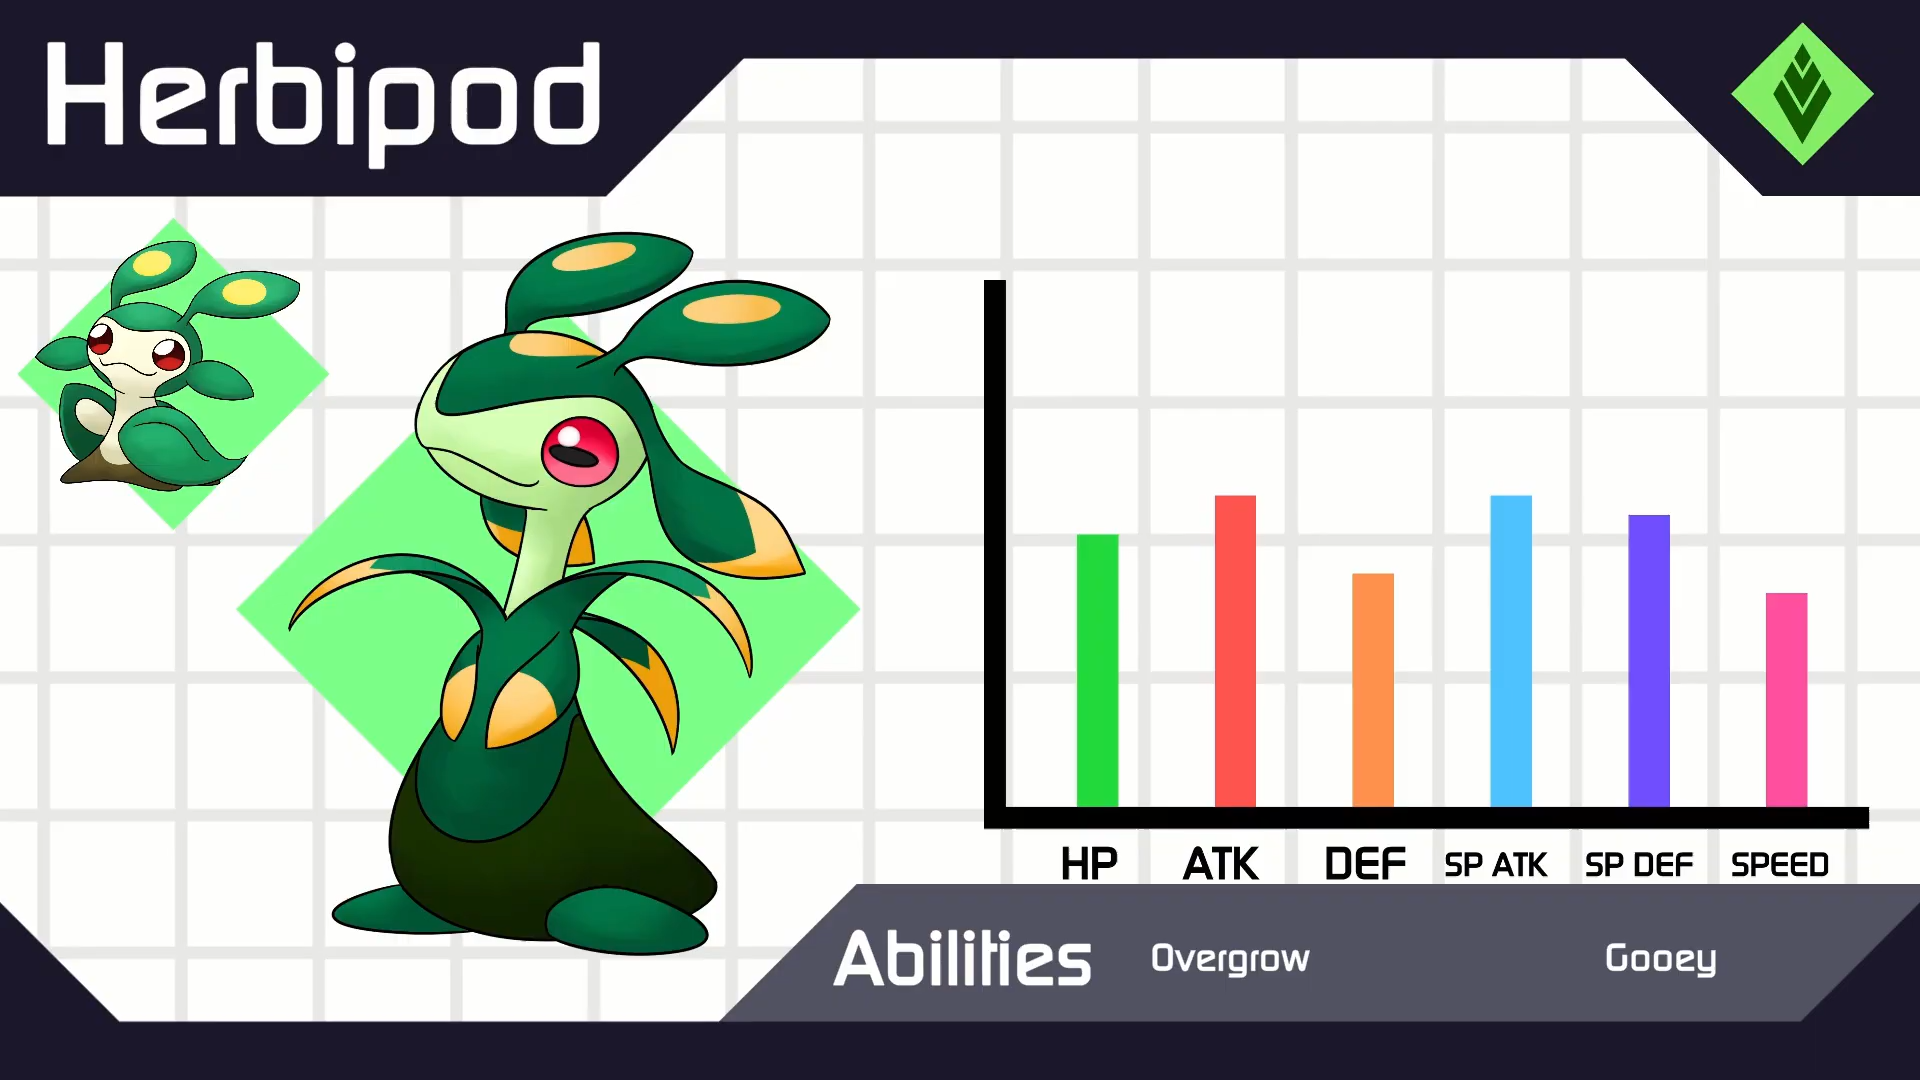 Herbipod
HP ATK DEF SP ATK SP DEF SPEED
Abilities Overgrow Gooey